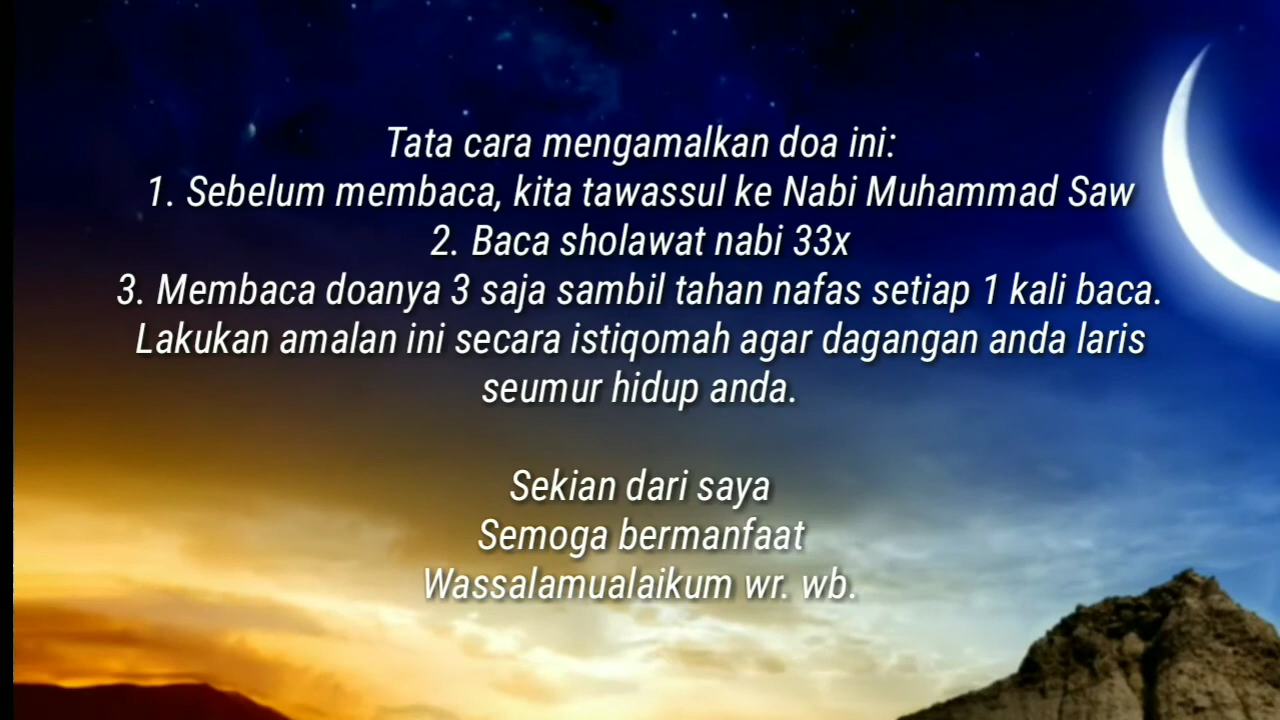 Tata cara mengamalkan doa ini:
1. Sebelum membaca, kita tawassul ke Nabi Muhammad Saw
2. Baca sholawat nabi 33x
3. Membaca doanya 3 saja sambil tahan nafas setiap 1 kali baca.
Lakukan amalan ini secara istiqomah agar dagangan anda laris
seumur hidup anda.
Sekian dari saya
Semoga bermanfaat
Wassalamualaikum wr. wb.